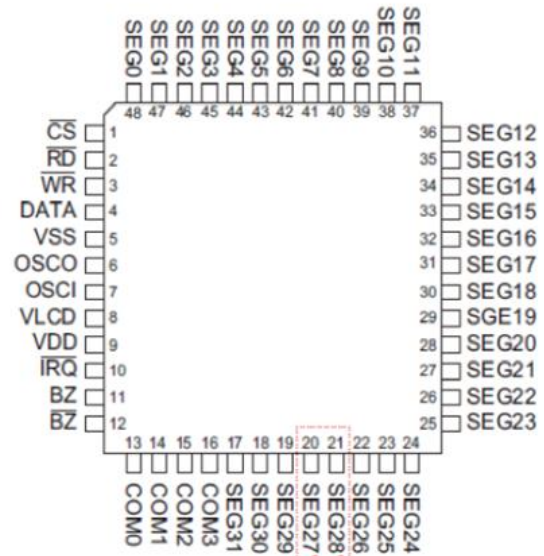 SEG0 SEG1 SEG2 SEG3 SEG4 SEG5 SEG6 SEG7 SEG8 SEG9 SEG10 SEG11
48 47 46 45 44 43 42 41 40 39 38 37
CS 1 36 SEG12
RD 2 35 SEG13
WR 3 34 SEG14
DATA 4 33 SEG15
VSS 5 32 SEG16
OSCO 6 31 SEG17
OSCI 7 30 SEG18
VLCD 8 29 SGE19
VDD 9 28 SEG20
IRQ 10 27 SEG21
BZ 11 26 SEG22
BZ 12 25 SEG23
13 14 15 16 17 18 19 20 21 22 23 24
COM0 COM1 COM2 COM3 SEG31 SEG30 SEG29 SEG27 SEG28 SEG26 SEG25 SEG24